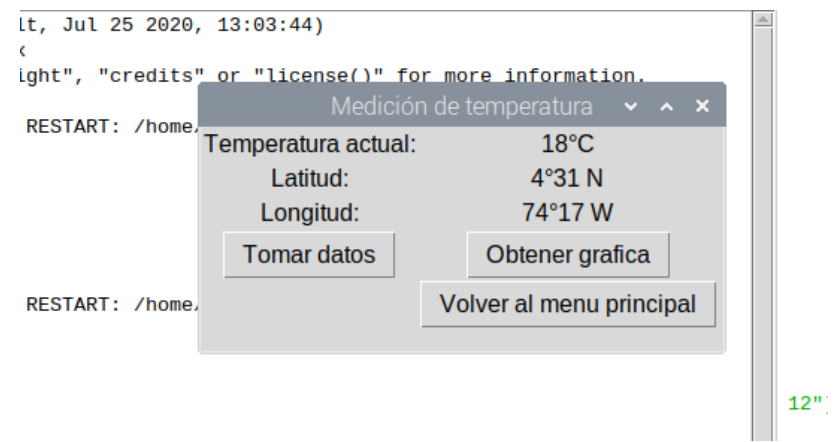 lt, Jul 25 2020, 13:03:44)
ight", "credits" or "license()" for more information.
Medición de temperatura
RESTART: /home/
Temperatura actual: 18°C
Latitud: 4°31 N
Longitud: 74°17 W
Tomar datos Obtener grafica
RESTART: /home/
Volver al menu principal
12"